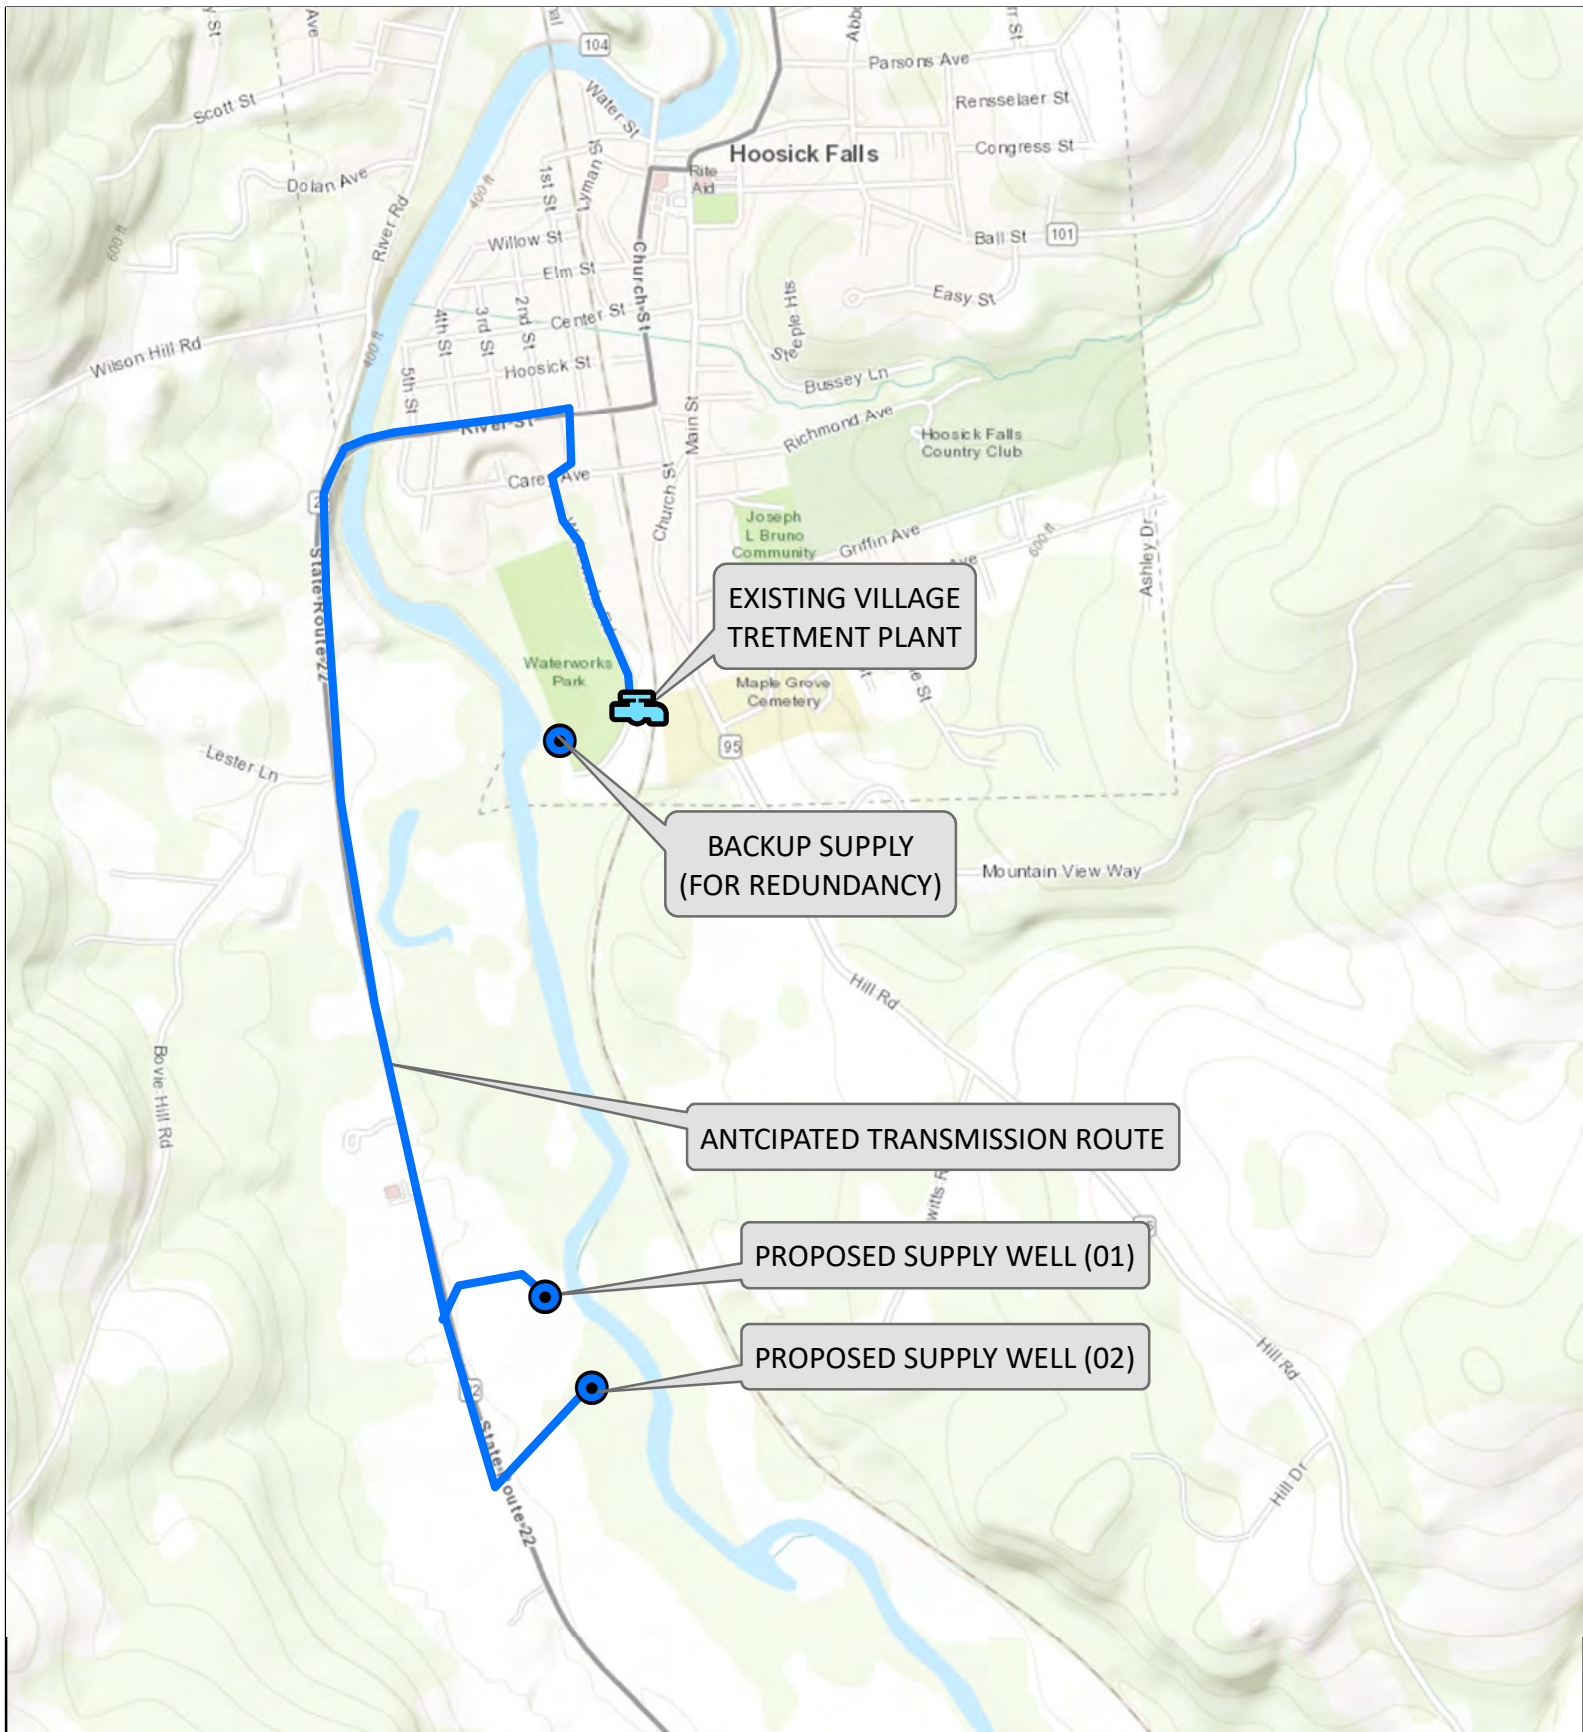 104
Parsons Ave
Scott St
Water St
Rensselaer St
Lyman St
Hoosick Falls
Congress St
Rite
Aid
1st St
Dolan Ave
400 ft
River Rd
600 ft
Willow St
Church St
Ball St
101
Elm St
Steeple Hts
Easy St
2nd St
Center St
3rd St
4th St
Wilson Hill Rd
400 ft
Hoosick St
5th St
Bussey Ln
Main St
Richmond Ave
River St
Hoosick Falls
Country Club
Carey Ave
Church St
Joseph
L Bruno
Community
Griffin Ave
Ave
600 ft
Ashley Dr
State Route 22
EXISTING VILLAGE
TRETMENT PLANT
Waterworks
Park
Maple Grove
Cemetery
95
Lester Ln
BACKUP SUPPLY
(FOR REDUNDANCY)
Mountain View Way
Hill Rd
Bovie Hill Rd
ANTCIPATED TRANSMISSION ROUTE
PROPOSED SUPPLY WELL (01)
PROPOSED SUPPLY WELL (02)
Hill Rd
State Route 22
Hill Dr